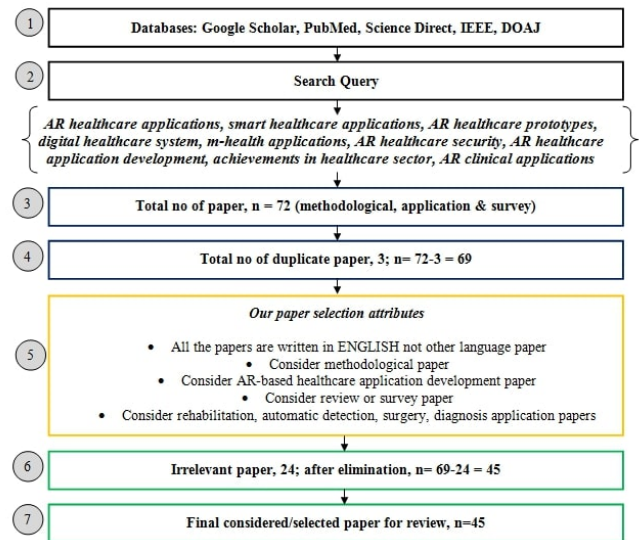 1
Databases: Google Scholar, PubMed, Science Direct, IEEE, DOAJ
2
Search Query
AR healthcare applications, smart healthcare applications, AR healthcare prototypes,
digital healthcare system, m-health applications, AR healthcare security, AR healthcare
application development, achievements in healthcare sector, AR clinical applications
3
Total no of paper, n = 72 (methodological, application & survey)
4
Total no of duplicate paper, 3; n= 72-3 = 69
5
Our paper selection attributes
• All the papers are written in ENGLISH not other language paper
• Consider methodological paper
• Consider AR-based healthcare application development paper
• Consider review or survey paper
• Consider rehabilitation, automatic detection, surgery, diagnosis application papers
6
Irrelevant paper, 24; after elimination, n= 69-24 = 45
7
Final considered/selected paper for review, n=45